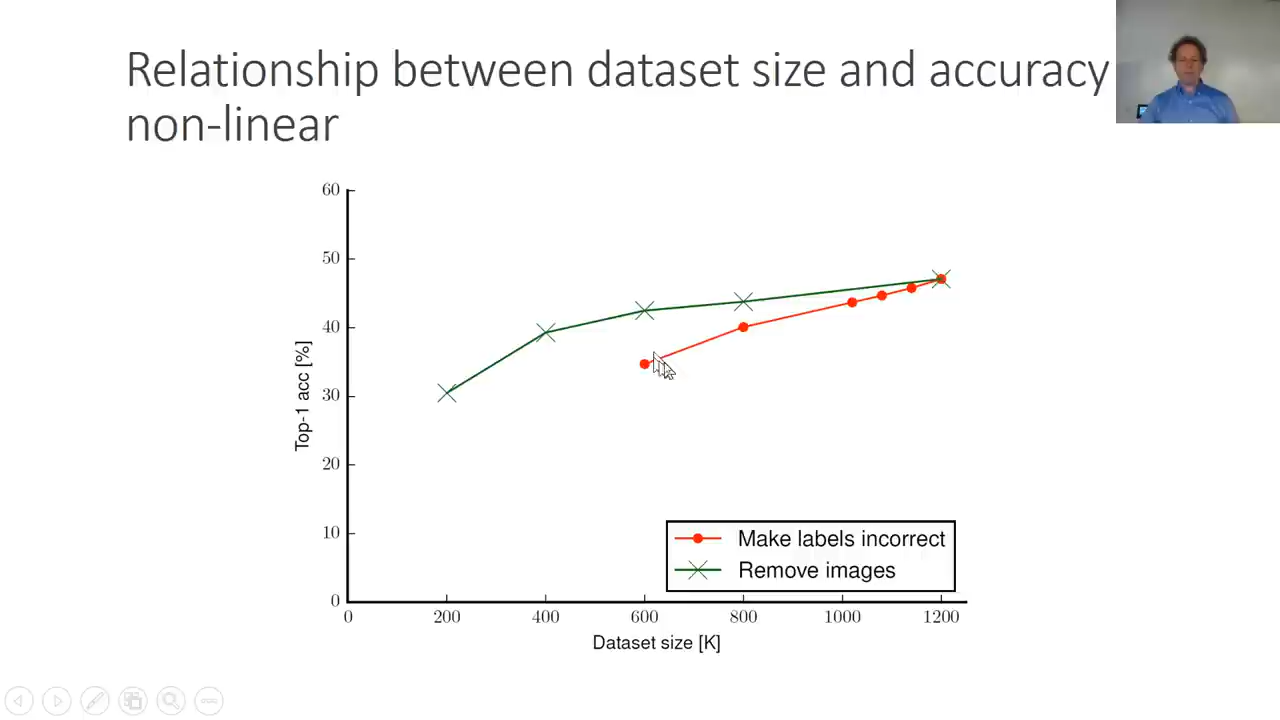 Relationship between dataset size and accuracy
non-linear
60
50
40
30
20
10
0
Top-1 acc [%]
0 200 400 600 800 1000 1200
Dataset size [K]
Make labels incorrect
Remove images